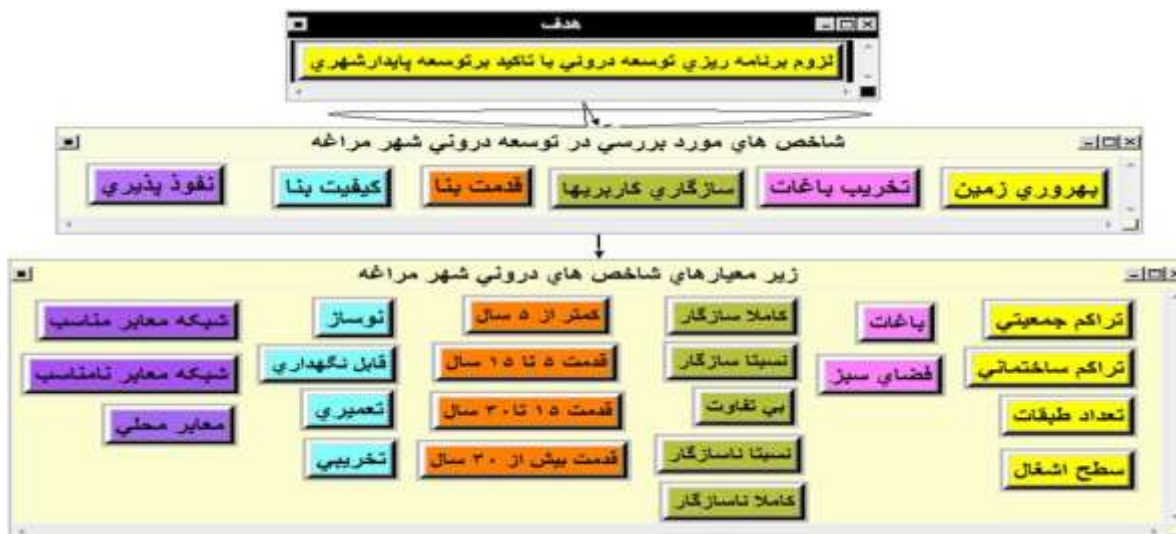 هدف
لزوم برنامه ريزي توسعه دروني با تاكيد برتوسعه پايدارشهري
شاخص هاي مورد بررسي در توسعه دروني شهر مراغه
بهروري زمين
تخريب باغات
سازگاري كاربريها
قدمت بنا
كيفيت بنا
نفوذ پذيري
زير معيارهاي شاخص هاي دروني شهر مراغه
تراكم جمعيتي
تراكم ساختماني
تعداد طبقات
سطح اشغال
باغات
فضاي سبز
كاملا سازگار
نسبتا سازگار
بي تفاوت
نسبتا ناسازگار
كاملا ناسازگار
كمتر از ۵ سال
قدمت ۵ تا ۱۵ سال
قدمت ۱۵ تا۳۰ سال
قدمت بيش از ۳۰ سال
نوساز
قابل نگهداري
تعميري
تخريبي
شبكه معابر مناسب
شبكه معابر نامناسب
معابر محلي